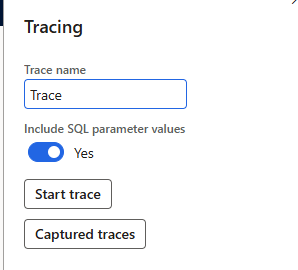 Tracing
Trace name
Trace
Include SQL parameter values
Yes
Start trace
Captured traces